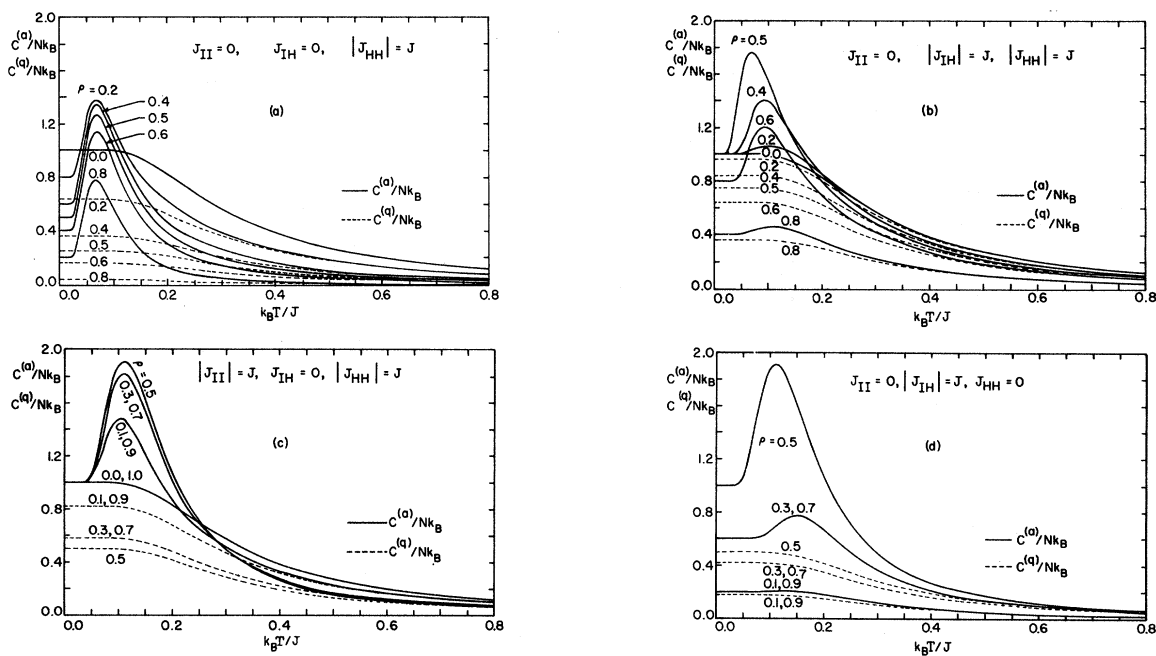 2.0
C^(a)/Nk_B
C^(q)/Nk_B
1.2
0.8
0.4
0.0
J_II = 0, J_IH = 0, |J_HH| = J
(a)
ρ = 0.2
0.4
0.5
0.6
0.0
0.8
0.2
0.4
0.5
0.6
0.8
C^(a)/Nk_B
C^(q)/Nk_B
0.0 0.2 0.4 0.6 0.8
k_BT/J
2.0
C^(a)/Nk_B
C^(q)/Nk_B
1.2
0.8
0.4
0.0
J_II = 0, |J_IH| = J, |J_HH| = J
(b)
ρ=0.5
0.4
0.6
0.2
0.0
0.2
0.4
0.5
0.6
0.8
0.8
C^(a)/Nk_B
C^(q)/Nk_B
0.0 0.2 0.4 0.6 0.8
k_BT/J
2.0
C^(a)/Nk_B
C^(q)/Nk_B
1.2
0.8
0.4
0.0
|J_II| = J, J_IH = 0, |J_HH| = J
(c)
ρ=0.5
0.3, 0.7
0.1, 0.9
0.0, 1.0
0.1, 0.9
0.3, 0.7
0.5
C^(a)/Nk_B
C^(q)/Nk_B
0.0 0.2 0.4 0.6 0.8
k_BT/J
2.0
C^(a)/Nk_B
C^(q)/Nk_B
1.2
0.8
0.4
0.0
J_II = 0, |J_IH| = J, J_HH = 0
(d)
ρ = 0.5
0.3, 0.7
0.5
0.3, 0.7
0.1, 0.9
0.1, 0.9
C^(a)/Nk_B
C^(q)/Nk_B
0.0 0.2 0.4 0.6 0.8
k_BT/J